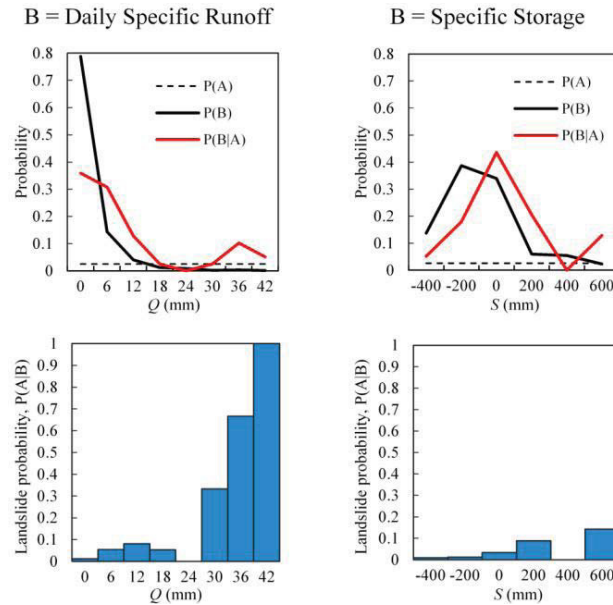 B = Daily Specific Runoff
B = Specific Storage
0.8
0.7
0.6
0.5
0.4
0.3
0.2
0.1
0
Probability
P(A)
P(B)
P(B|A)
0 6 12 18 24 30 36 42
Q (mm)
0.8
0.7
0.6
0.5
0.4
0.3
0.2
0.1
0
Probability
P(A)
P(B)
P(B|A)
-400 -200 0 200 400 600
S (mm)
1
0.9
0.8
0.7
0.6
0.5
0.4
0.3
0.2
0.1
0
Landslide probability, P(A|B)
0 6 12 18 24 30 36 42
Q (mm)
1
0.9
0.8
0.7
0.6
0.5
0.4
0.3
0.2
0.1
0
Landslide probability, P(A|B)
-400 -200 0 200 400 600
S (mm)